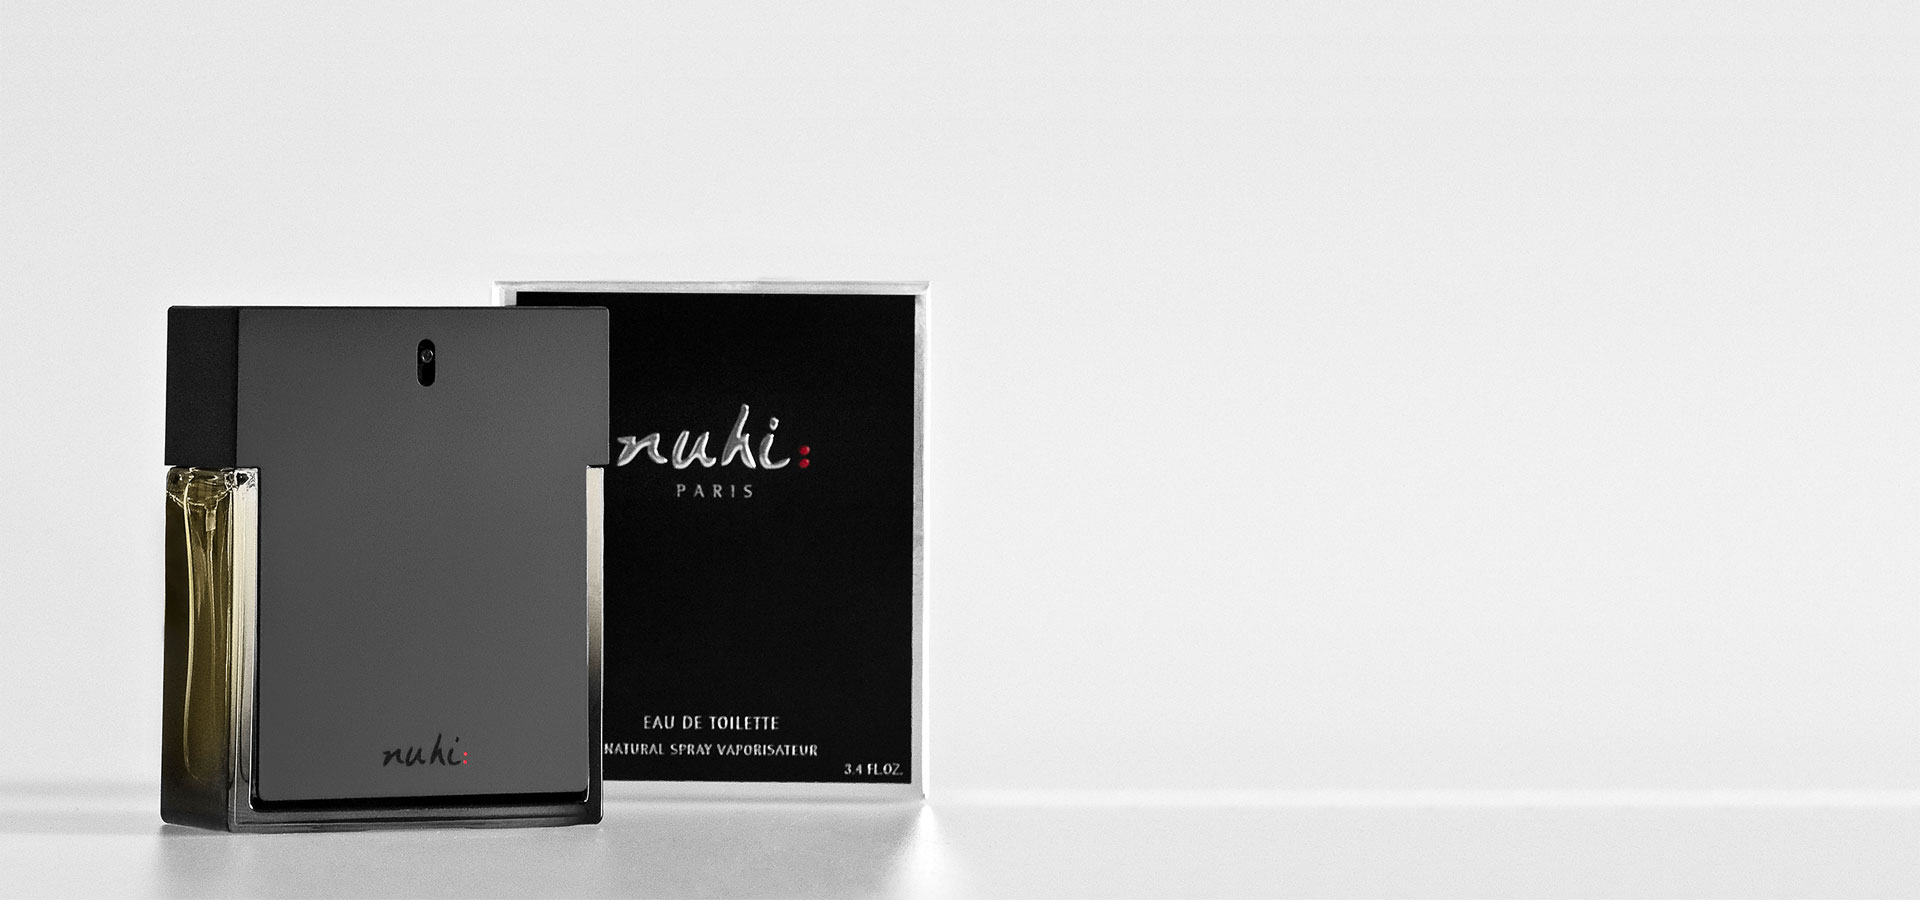 nuhi:
nuhi:
PARIS
EAU DE TOILETTE
NATURAL SPRAY VAPORISATEUR
3.4 FL.OZ.